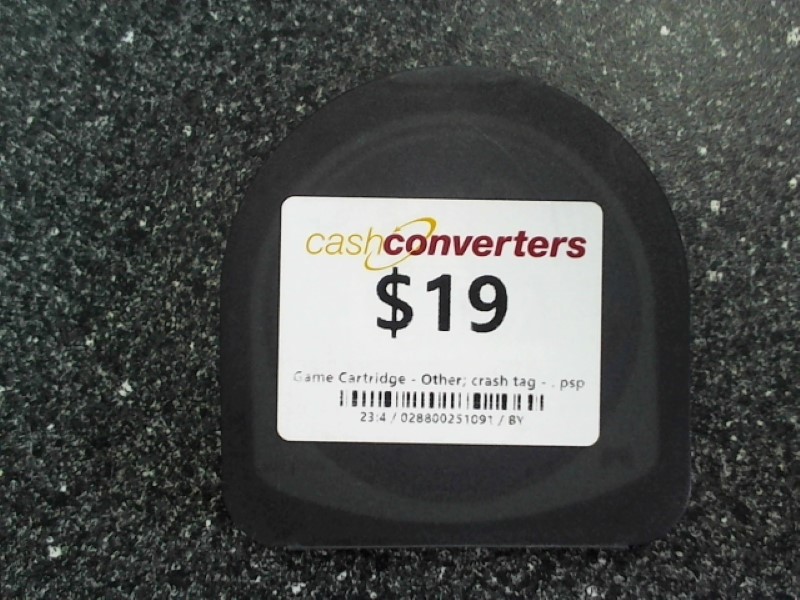 cashconverters
$19
Game Cartridge - Other; crash tag - . psp
23:4 / 028800251091 / BY